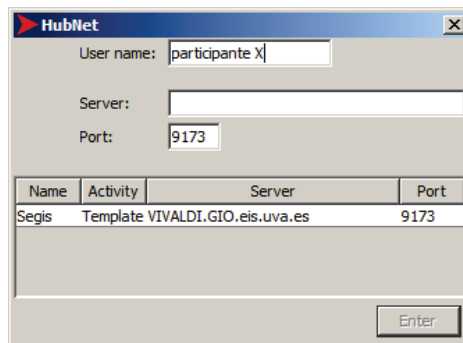 HubNet
User name: participante X
Server:
Port: 9173
Name Activity Server Port
Segis Template VIVALDI.GIO.eis.uva.es 9173
Enter